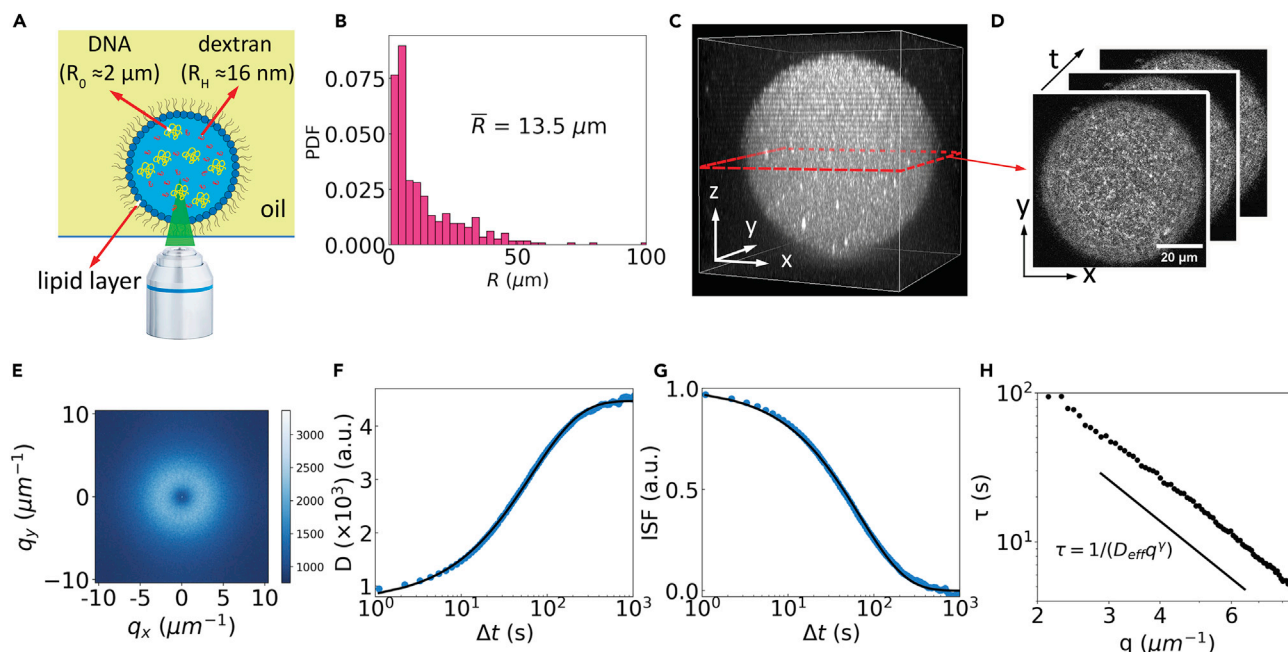 A
DNA
(R0 ≈2 μm)
dextran
(RH ≈16 nm)
oil
lipid layer
B
PDF
0.075
0.050
0.025
0.000
R̅ = 13.5 μm
0
50
100
R (μm)
C
z
y
x
D
t
y
x
20 μm
E
qy (μm⁻¹)
10
0
-10
-10
-5
0
5
10
qx (μm⁻¹)
3000
2500
2000
1500
1000
F
D (×10³) (a.u.)
4
3
2
1
10⁰
10¹
10²
10³
Δt (s)
G
ISF (a.u.)
1.0
0.5
0.0
10⁰
10¹
10²
10³
Δt (s)
H
τ (s)
10²
10¹
τ = 1/(Deff qγ)
2
4
6
q (μm⁻¹)